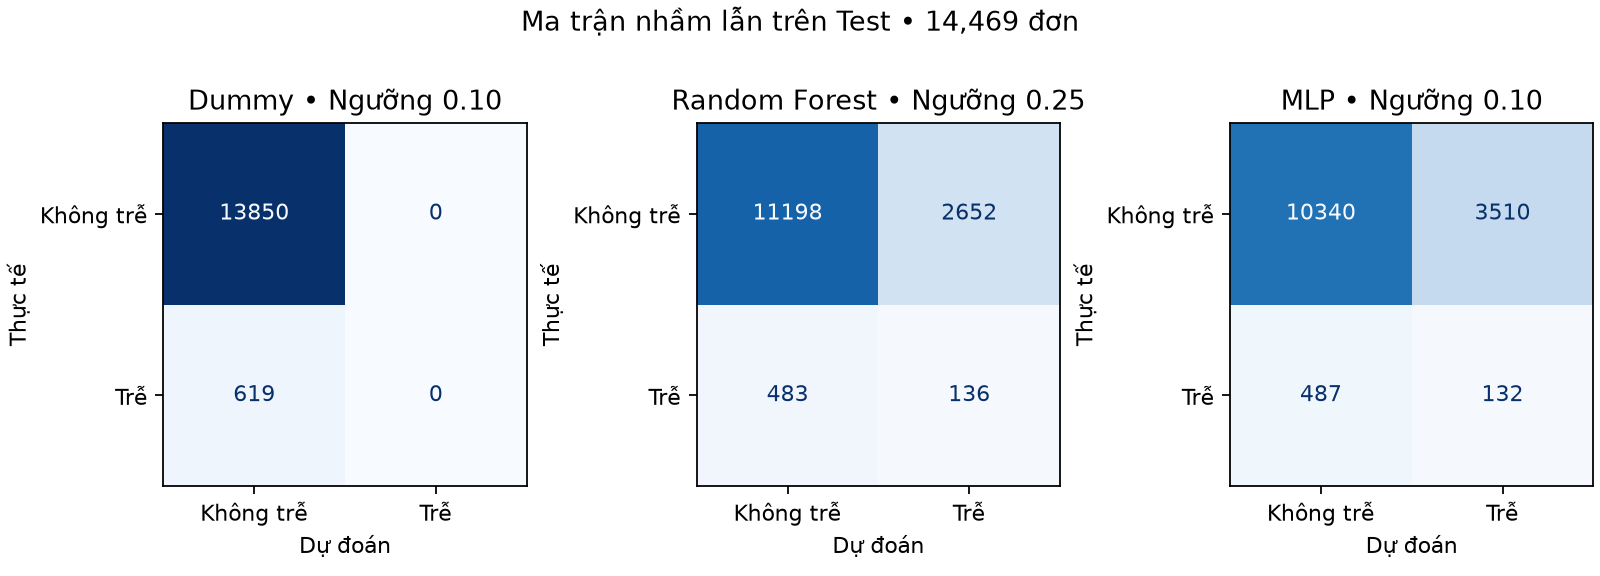 Ma trận nhầm lẫn trên Test • 14,469 đơn
Dummy • Ngưỡng 0.10
Thực tế
Không trễ
13850
0
Trễ
619
0
Không trễ
Trễ
Dự đoán
Random Forest • Ngưỡng 0.25
Thực tế
Không trễ
11198
2652
Trễ
483
136
Không trễ
Trễ
Dự đoán
MLP • Ngưỡng 0.10
Thực tế
Không trễ
10340
3510
Trễ
487
132
Không trễ
Trễ
Dự đoán